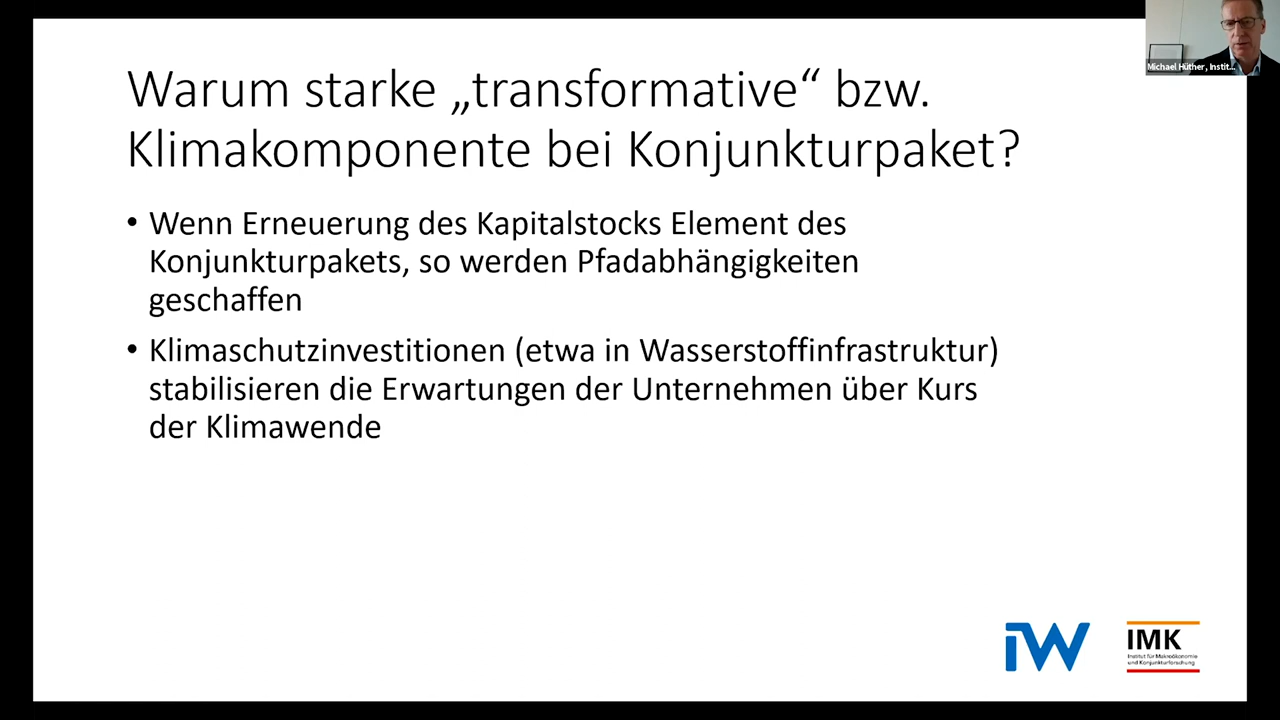 Michael Hüther, Instit...
Warum starke „transformative“ bzw.
Klimakomponente bei Konjunkturpaket?
• Wenn Erneuerung des Kapitalstocks Element des
Konjunkturpakets, so werden Pfadabhängigkeiten
geschaffen
• Klimaschutzinvestitionen (etwa in Wasserstoffinfrastruktur)
stabilisieren die Erwartungen der Unternehmen über Kurs
der Klimawende
iW
IMK
Institut für Makroökonomie
und Konjunkturforschung